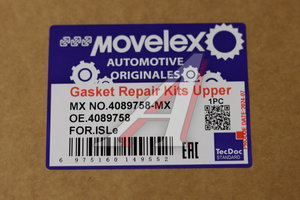 MOVELEX
AUTOMOTIVE
ORIGINALES
Gasket Repair Kits Upper
MX NO.4089758-MX
1PC
OE.4089758
FOR.ISLe
6 975160 149552
EAC
TecDoc
STANDARD